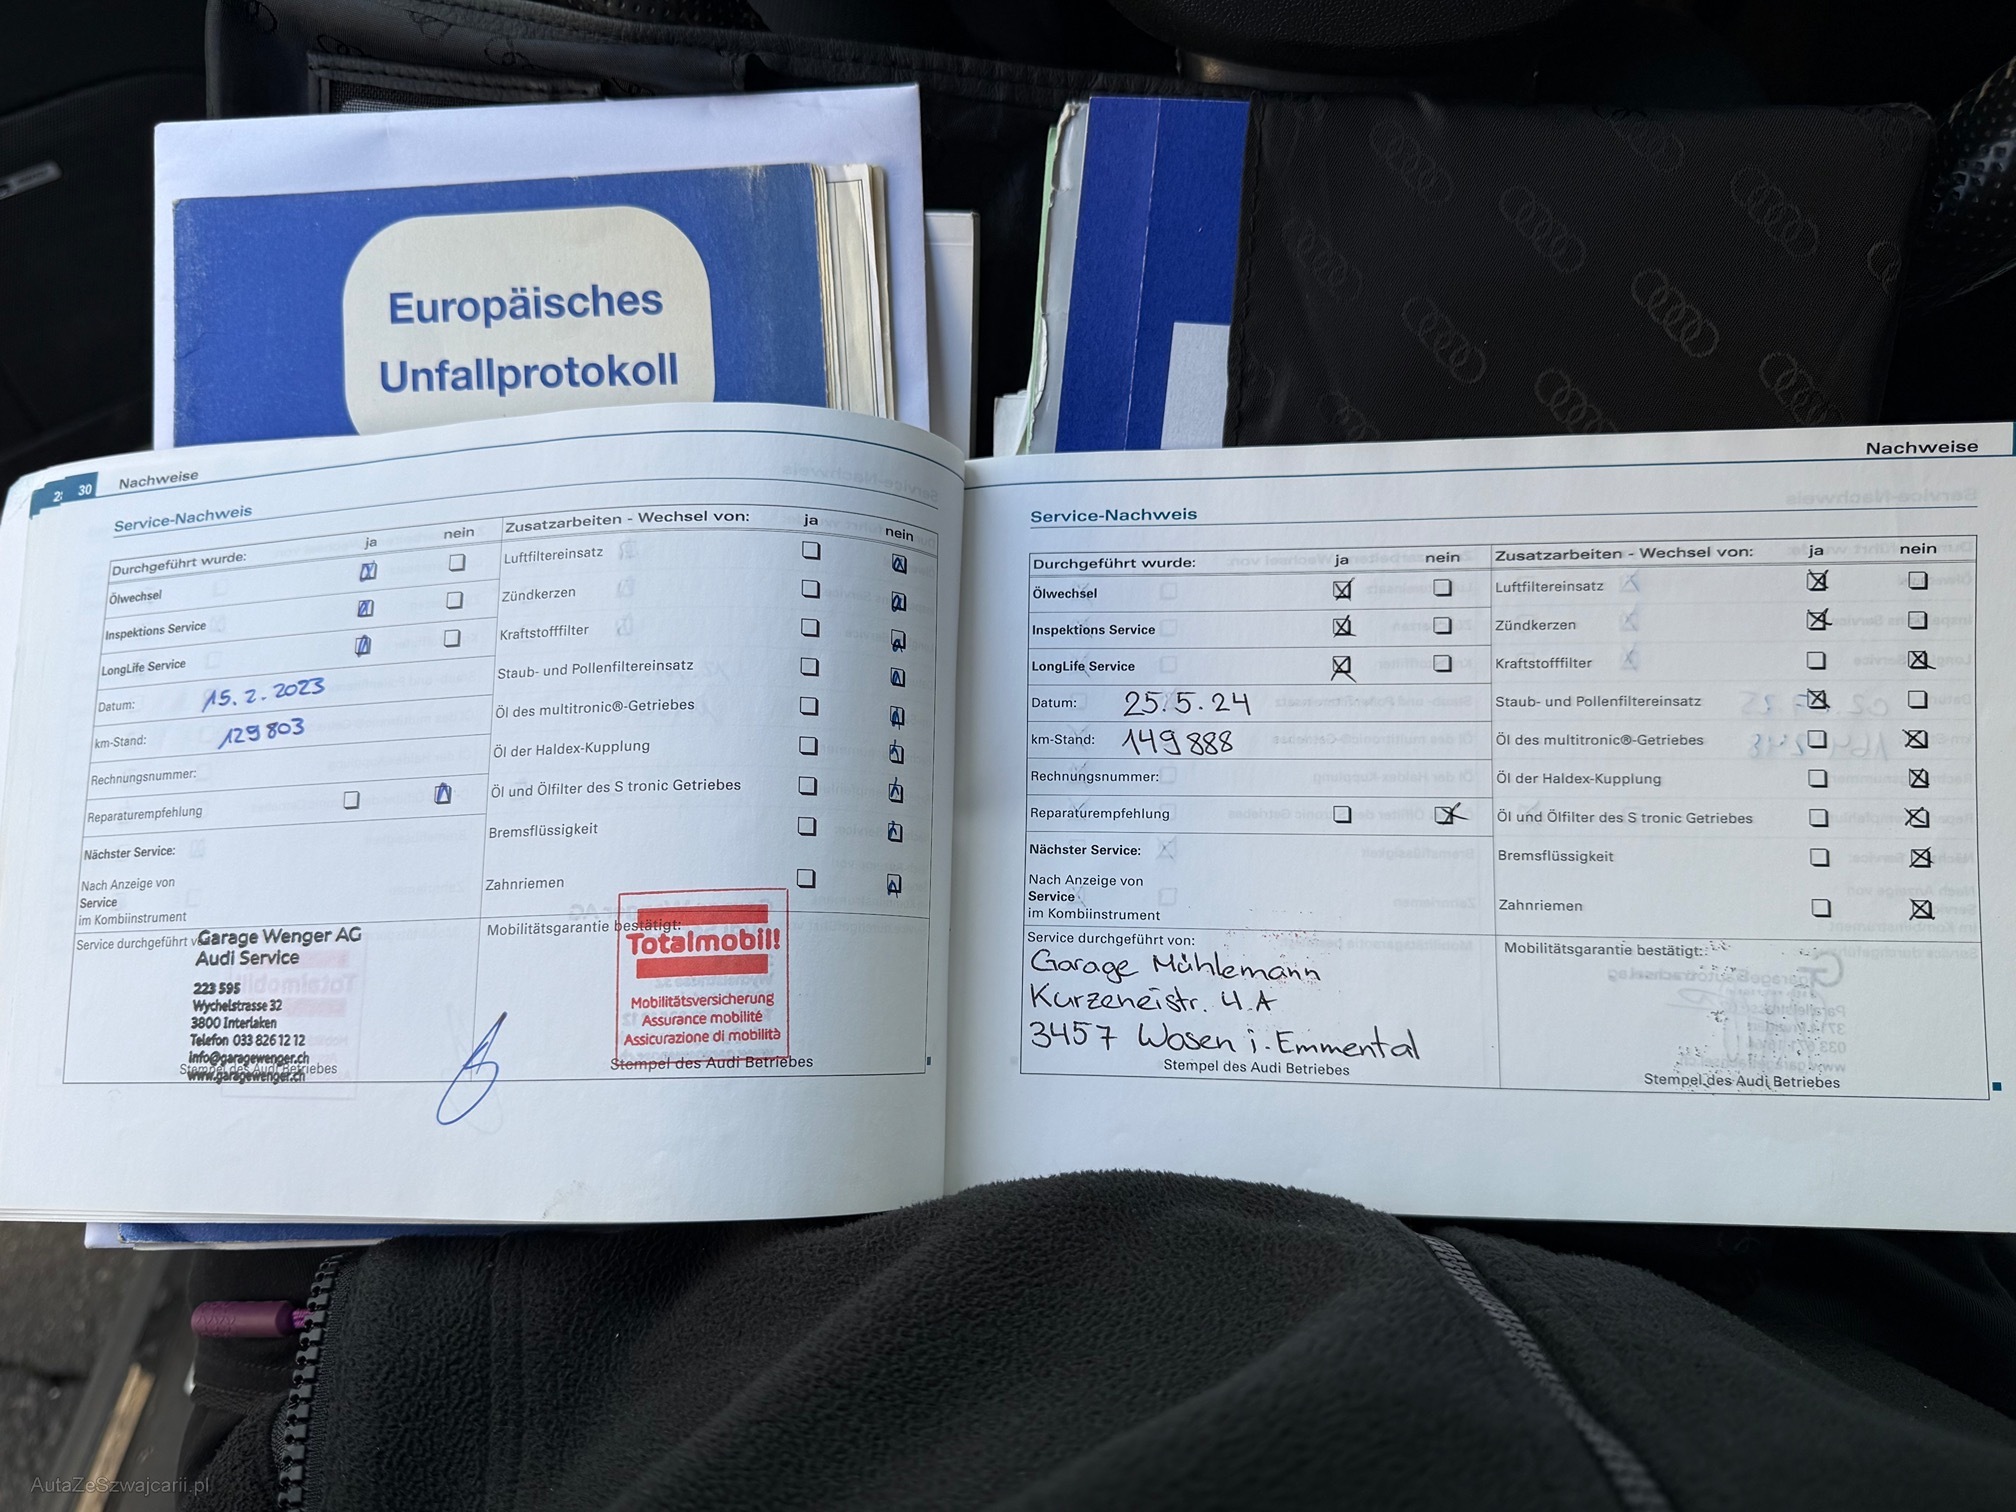 Europäisches
Unfallprotokoll
30 Nachweise
Service-Nachweis
Durchgeführt wurde: ja nein
Ölwechsel
Inspektions Service
LongLife Service
Datum: 15.2.2023
km-Stand: 129803
Rechnungsnummer:
Reparaturempfehlung
Nächster Service:
Nach Anzeige von
Service
im Kombiinstrument
Zusatzarbeiten - Wechsel von: ja nein
Luftfiltereinsatz
Zündkerzen
Kraftstofffilter
Staub- und Pollenfiltereinsatz
Öl des multitronic®-Getriebes
Öl der Haldex-Kupplung
Öl und Ölfilter des S tronic Getriebes
Bremsflüssigkeit
Zahnriemen
Service durchgeführt
Garage Wenger AG
Audi Service
223 595
Wychelstrasse 32
3800 Interlaken
Telefon 033 826 12 12
info@garagewenger.ch
www.garagewenger.ch
Stempel des Audi Betriebes
Mobilitätsgarantie bestätigt:
Totalmobil!
Mobilitätsversicherung
Assurance mobilité
Assicurazione di mobilità
Stempel des Audi Betriebes
Nachweise
Service-Nachweis
Durchgeführt wurde: ja nein
Ölwechsel
Inspektions Service
LongLife Service
Datum: 25.5.24
km-Stand: 149888
Rechnungsnummer:
Reparaturempfehlung
Nächster Service:
Nach Anzeige von
Service
im Kombiinstrument
Zusatzarbeiten - Wechsel von: ja nein
Luftfiltereinsatz
Zündkerzen
Kraftstofffilter
Staub- und Pollenfiltereinsatz
Öl des multitronic®-Getriebes
Öl der Haldex-Kupplung
Öl und Ölfilter des S tronic Getriebes
Bremsflüssigkeit
Zahnriemen
Service durchgeführt von:
Garage Mühlemann
Kurzeneistr. 4 A
3457 Wasen i. Emmental
Stempel des Audi Betriebes
Mobilitätsgarantie bestätigt:
Stempel des Audi Betriebes
AutaZeSzwajcarii.pl